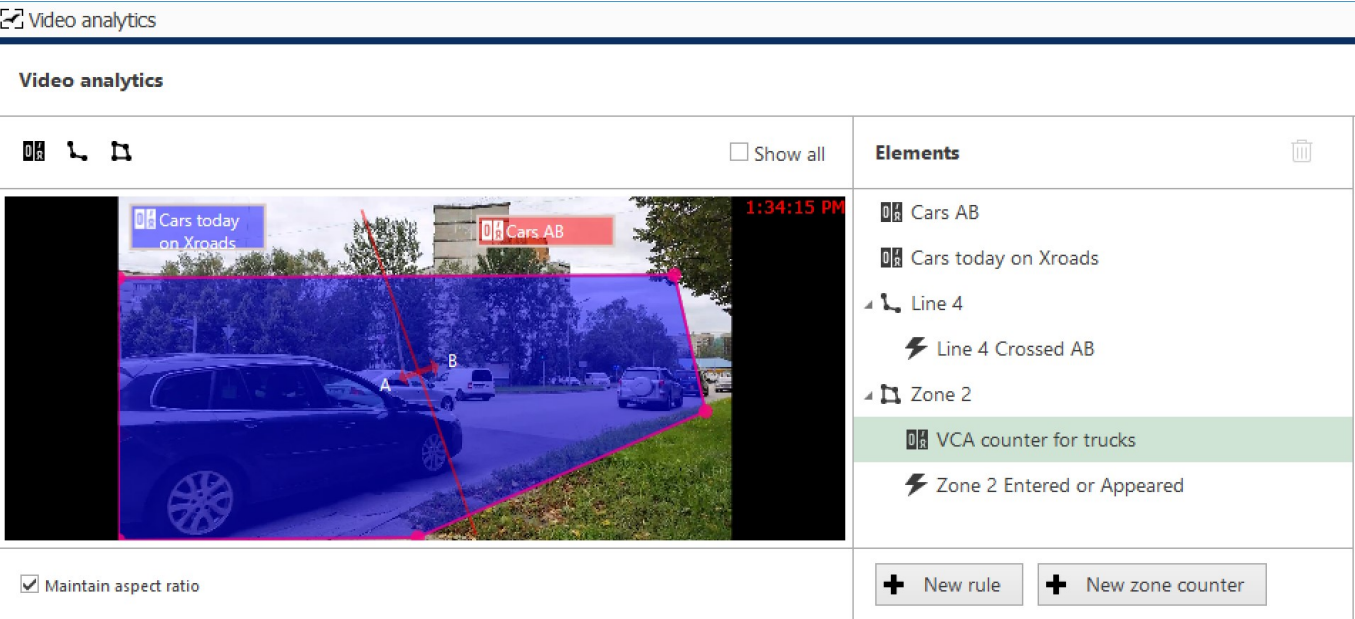 Video analytics
Video analytics
Show all
Elements
Cars today
on Xroads
Cars AB
1:34:15 PM
A
B
Cars AB
Cars today on Xroads
Line 4
Line 4 Crossed AB
Zone 2
VCA counter for trucks
Zone 2 Entered or Appeared
Maintain aspect ratio
New rule
New zone counter